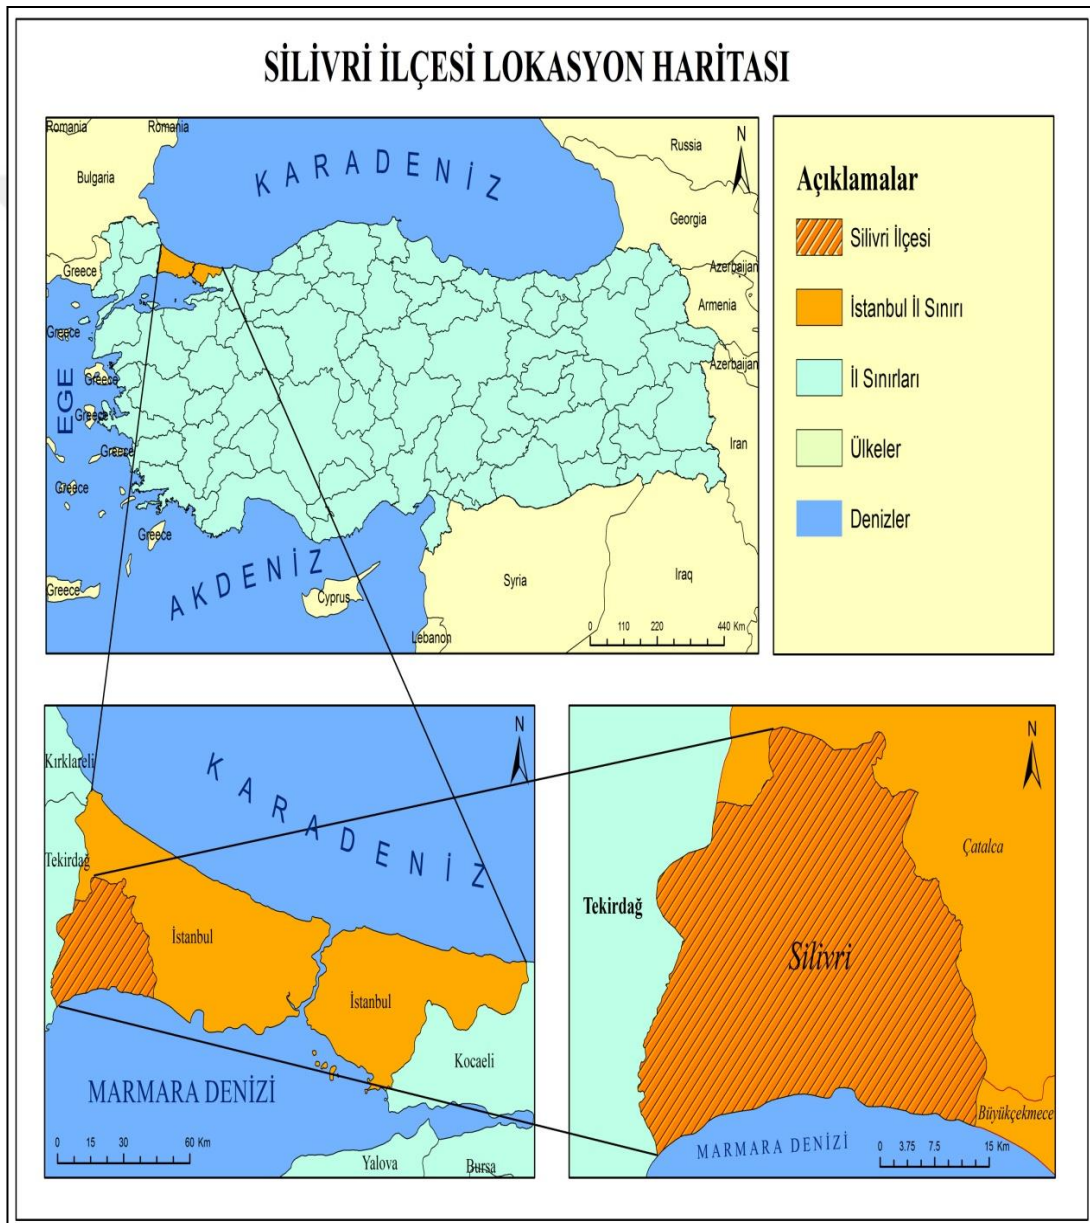 SİLİVRİ İLÇESİ LOKASYON HARİTASI
Romania
Romania
Bulgaria
KARADENİZ
Russia
N
Georgia
Azerbaijan
Armenia
Azerbaijan
Iran
Greece
Greece
Greece
EGE
Greece
Greece
Greece
Greece
Greece
AKDENİZ
Cyprus
Lebanon
Syria
Iraq
0 110 220 440 Km
Açıklamalar
Silivri İlçesi
İstanbul İl Sınırı
İl Sınırları
Ülkeler
Denizler
Kırklareli
KARADENİZ
N
Tekirdağ
İstanbul
İstanbul
Kocaeli
MARMARA DENİZİ
0 15 30 60 Km
Yalova
Bursa
N
Çatalca
Tekirdağ
Silivri
Büyükçekmece
MARMARA DENİZİ
0 3.75 7.5 15 Km